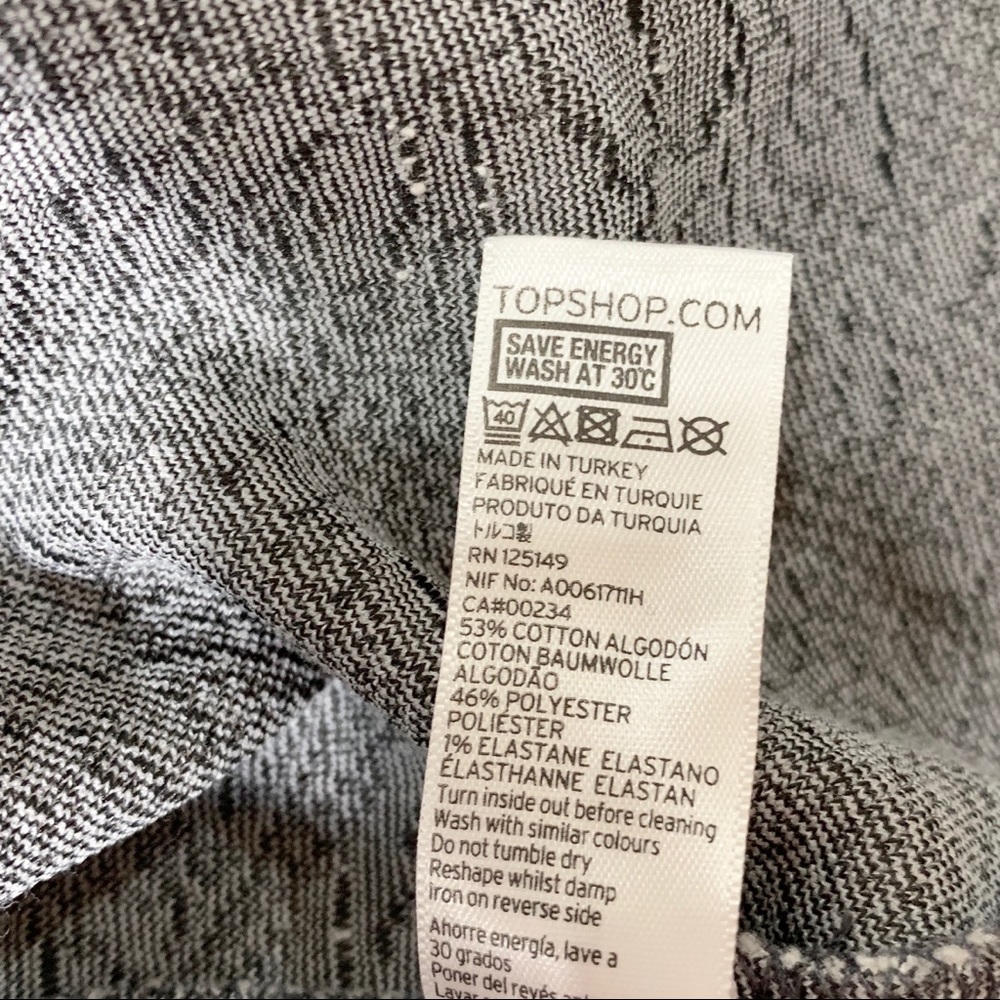 TOPSHOP.COM
SAVE ENERGY
WASH AT 30°C
40
MADE IN TURKEY
FABRIQUÉ EN TURQUIE
PRODUTO DA TURQUIA
トルコ製
RN 125149
NIF No: A0061711H
CA#00234
53% COTTON ALGODÓN
COTON BAUMWOLLE
ALGODÃO
46% POLYESTER
POLIÉSTER
1% ELASTANE ELASTANO
ÉLASTHANNE ELASTAN
Turn inside out before cleaning
Wash with similar colours
Do not tumble dry
Reshape whilst damp
Iron on reverse side
Ahorre energía, lave a
30 grados
Poner del revés